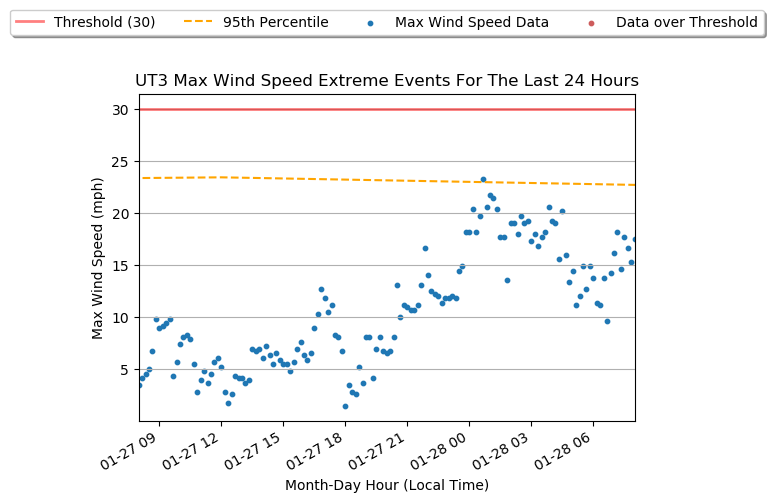 Threshold (30) 95th Percentile Max Wind Speed Data Data over Threshold
UT3 Max Wind Speed Extreme Events For The Last 24 Hours
Max Wind Speed (mph)
30
25
20
15
10
5
01-27 09 01-27 12 01-27 15 01-27 18 01-27 21 01-28 00 01-28 03 01-28 06
Month-Day Hour (Local Time)